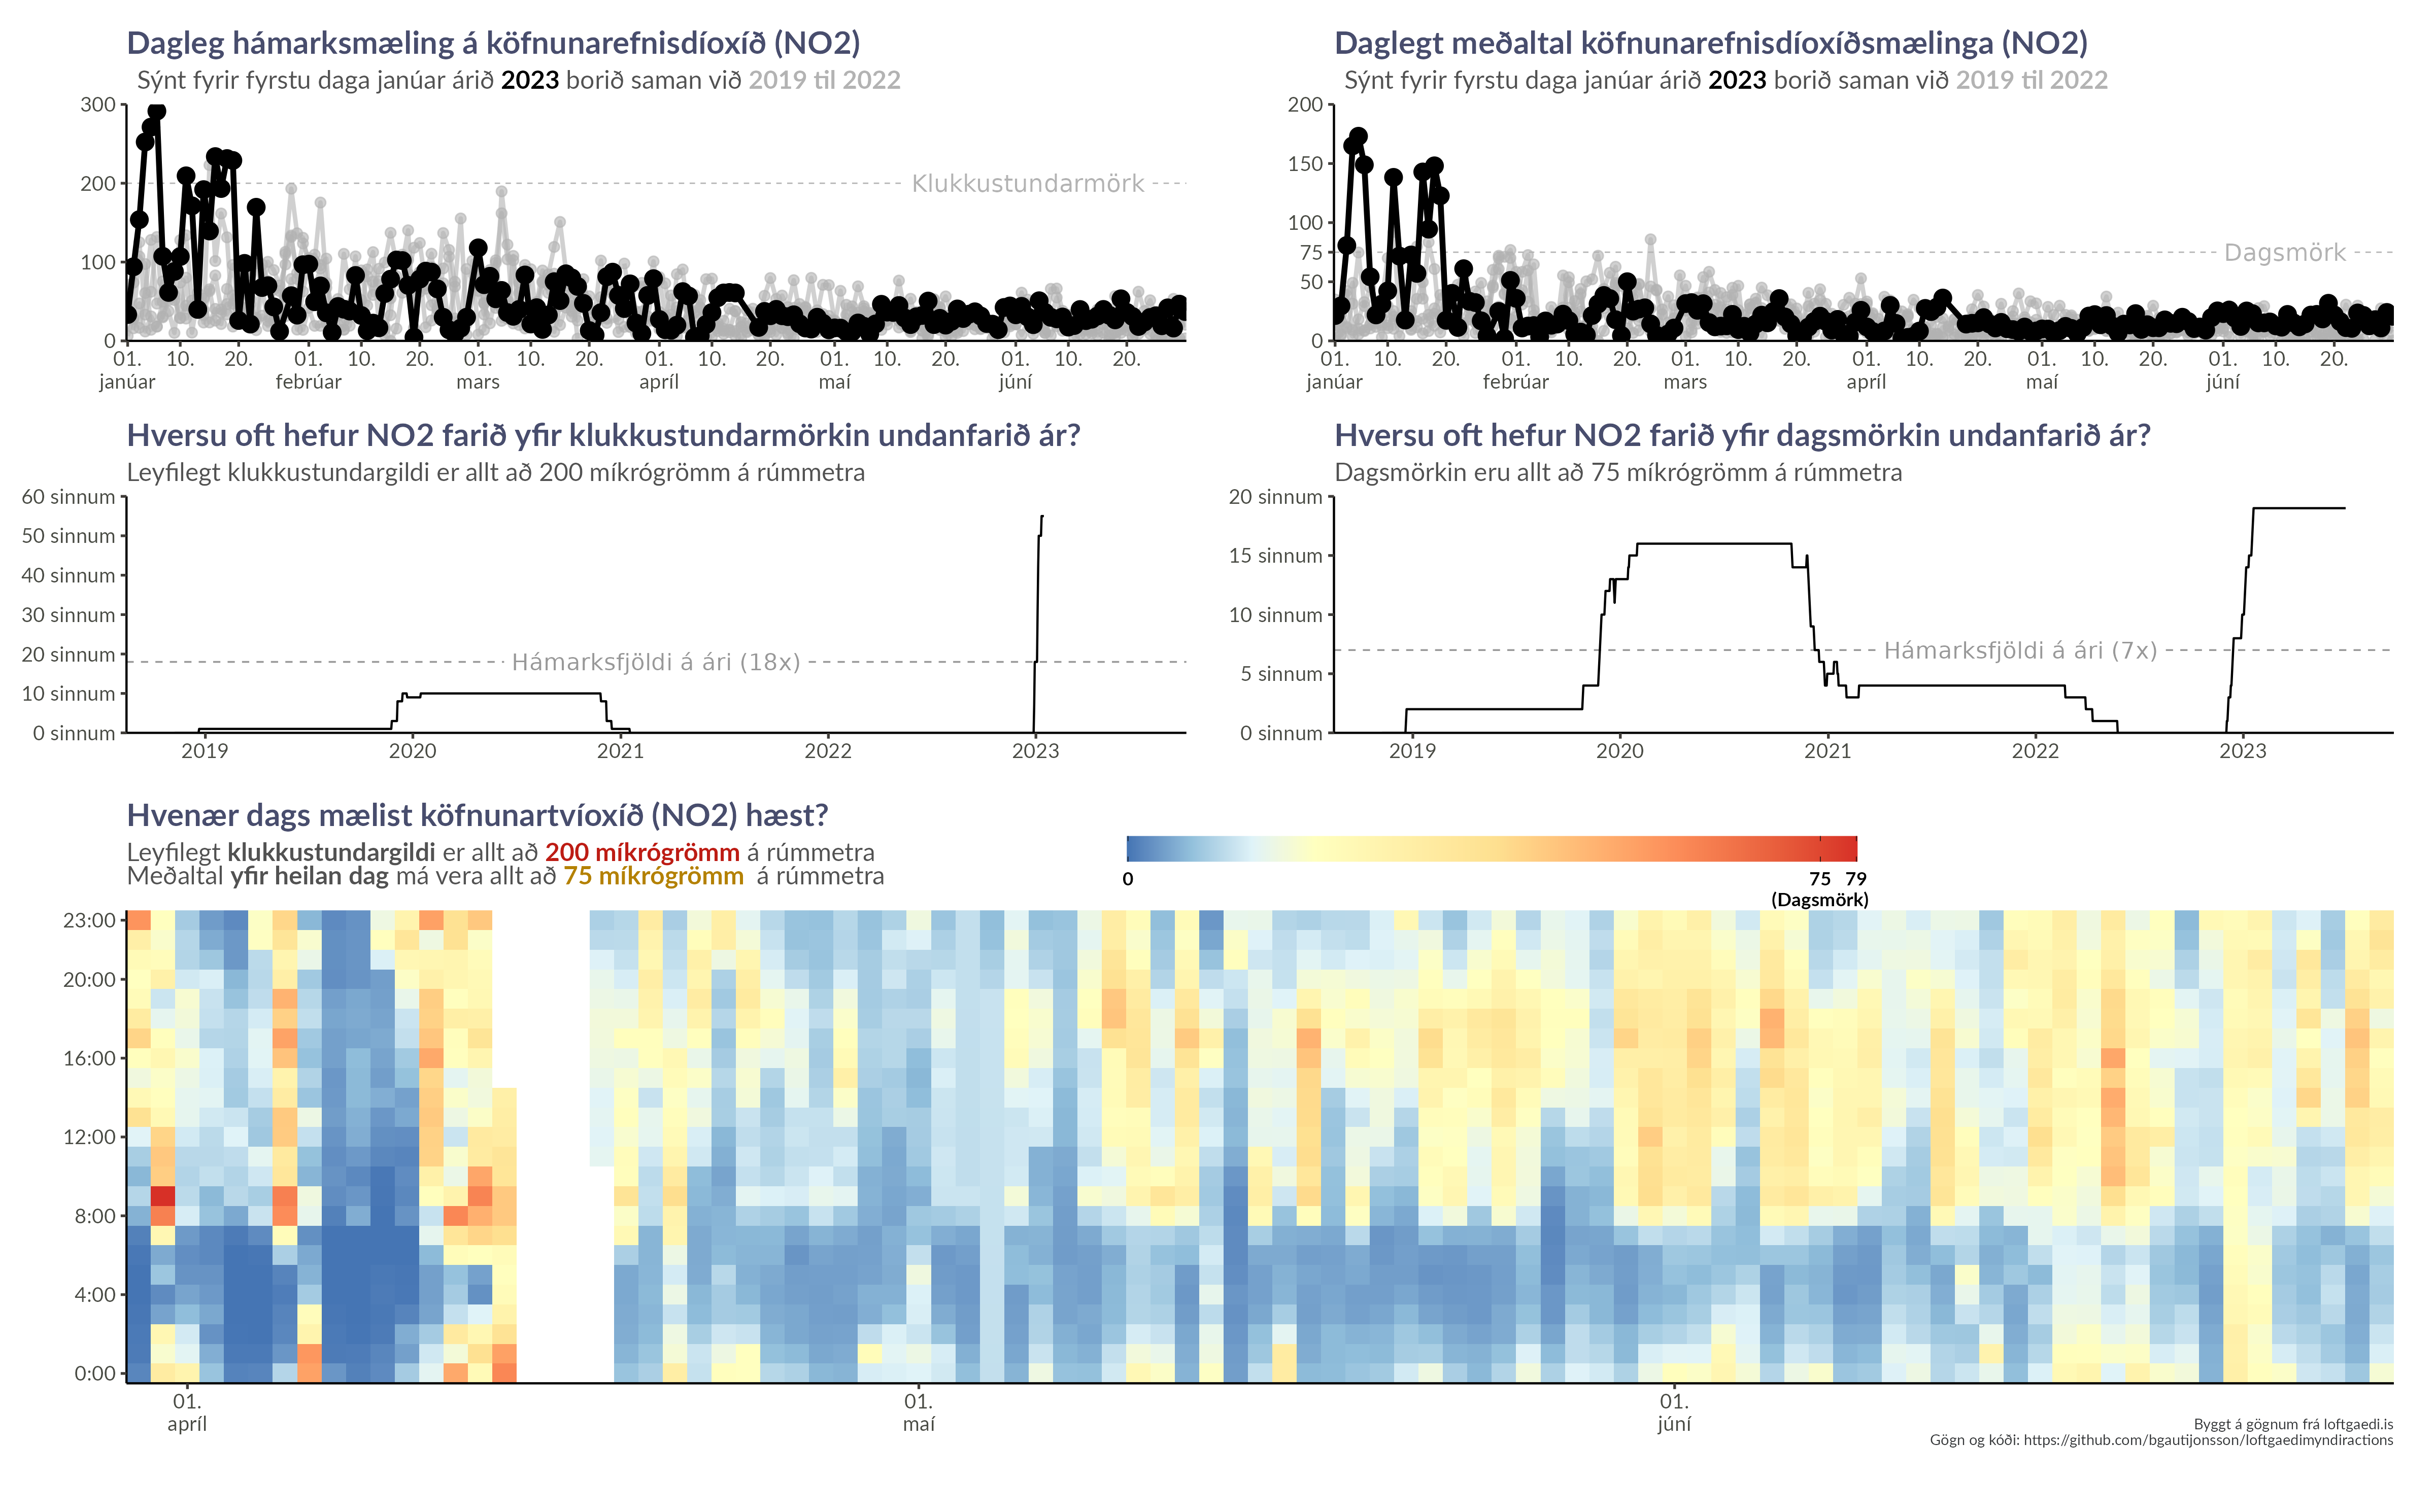 Dagleg hámarksmæling á köfnunarefnisdíoxíð (NO2)
Sýnt fyrir fyrstu daga janúar árið 2023 borið saman við 2019 til 2022
300
200
100
0
Klukkustundarmörk
01. 10. 20. 01. 10. 20. 01. 10. 20. 01. 10. 20. 01. 10. 20. 01. 10. 20.
janúar febrúar mars apríl maí júní
Daglegt meðaltal köfnunarefnisdíoxíðsmælinga (NO2)
Sýnt fyrir fyrstu daga janúar árið 2023 borið saman við 2019 til 2022
200
150
100
75
50
0
Dagsmörk
01. 10. 20. 01. 10. 20. 01. 10. 20. 01. 10. 20. 01. 10. 20. 01. 10. 20.
janúar febrúar mars apríl maí júní
Hversu oft hefur NO2 farið yfir klukkustundarmörkin undanfarið ár?
Leyfilegt klukkustundargildi er allt að 200 míkrógrömm á rúmmetra
60 sinnum
50 sinnum
40 sinnum
30 sinnum
20 sinnum
10 sinnum
0 sinnum
Hámarksfjöldi á ári (18x)
2019 2020 2021 2022 2023
Hversu oft hefur NO2 farið yfir dagsmörkin undanfarið ár?
Dagsmörkin eru allt að 75 míkrógrömm á rúmmetra
20 sinnum
15 sinnum
10 sinnum
5 sinnum
0 sinnum
Hámarksfjöldi á ári (7x)
2019 2020 2021 2022 2023
Hvenær dags mælist köfnunartvíoxíð (NO2) hæst?
Leyfilegt klukkustundargildi er allt að 200 míkrógrömm á rúmmetra
Meðaltal yfir heilan dag má vera allt að 75 míkrógrömm á rúmmetra
0 75 79
(Dagsmörk)
23:00
20:00
16:00
12:00
8:00
4:00
0:00
01. 01. 01.
apríl maí júní
Byggt á gögnum frá loftgaedi.is
Gögn og kóði: https://github.com/bgautijonsson/loftgaedimyndiractions